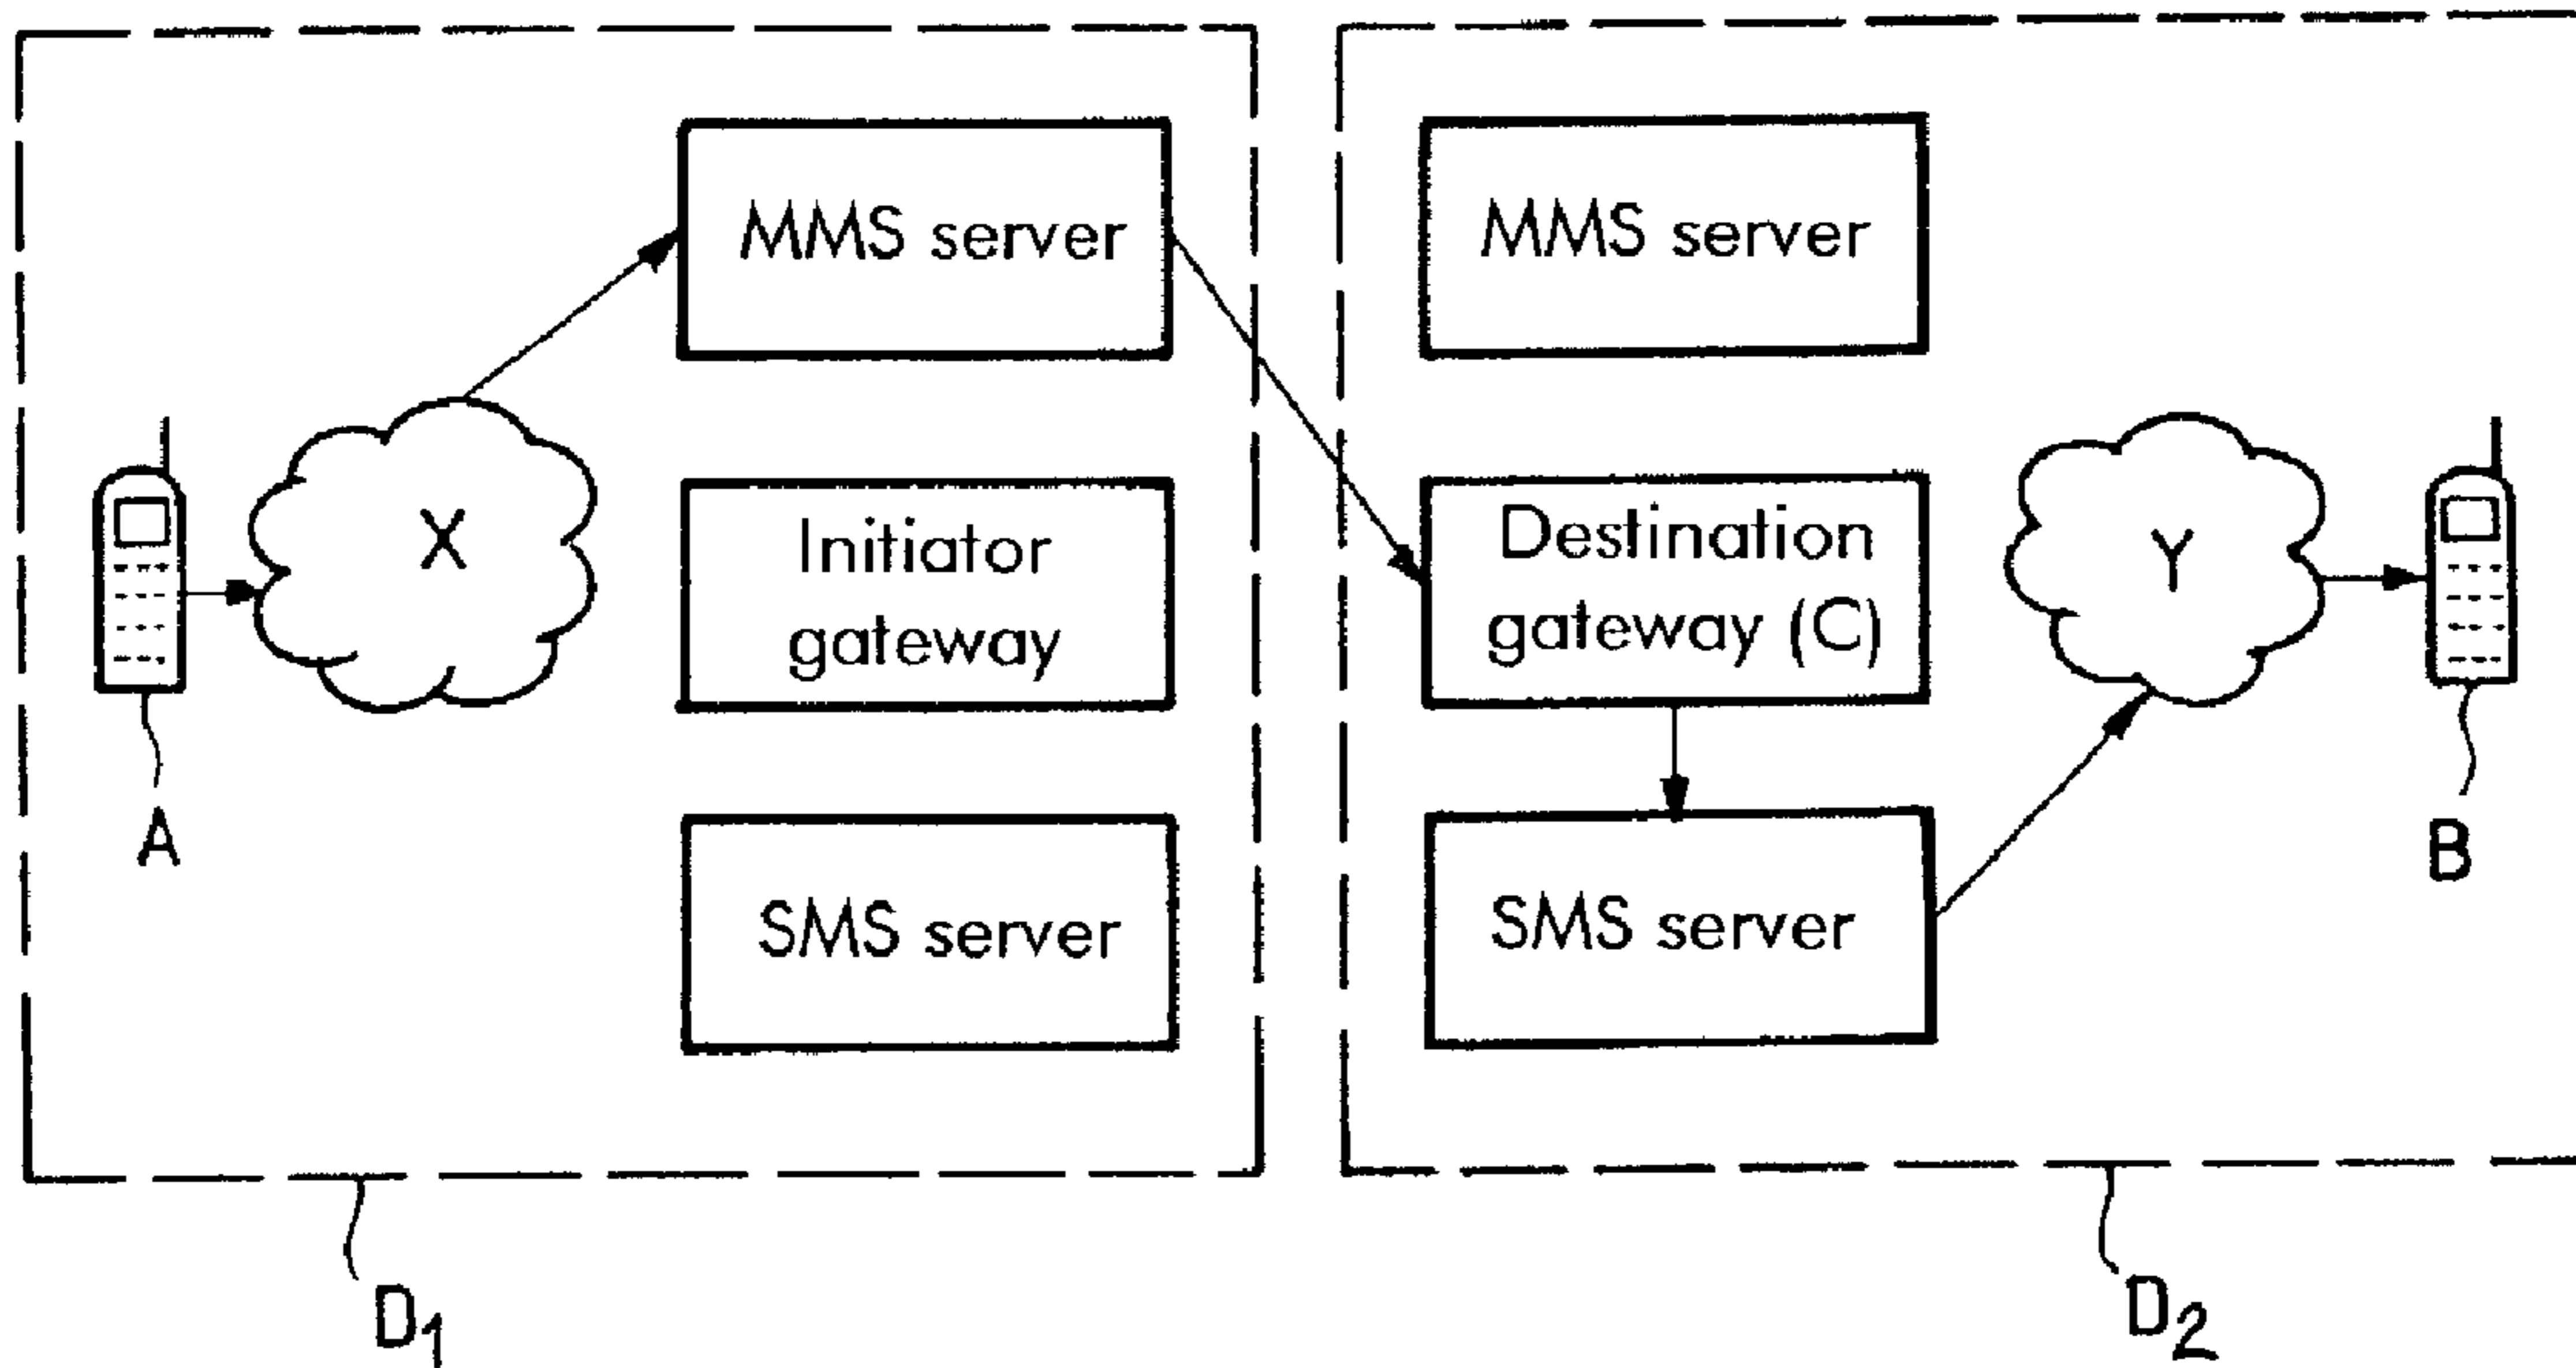 MMS server
MMS server
X
Initiator
gateway
Destination
gateway (C)
Y
A
SMS server
SMS server
B
D1
D2